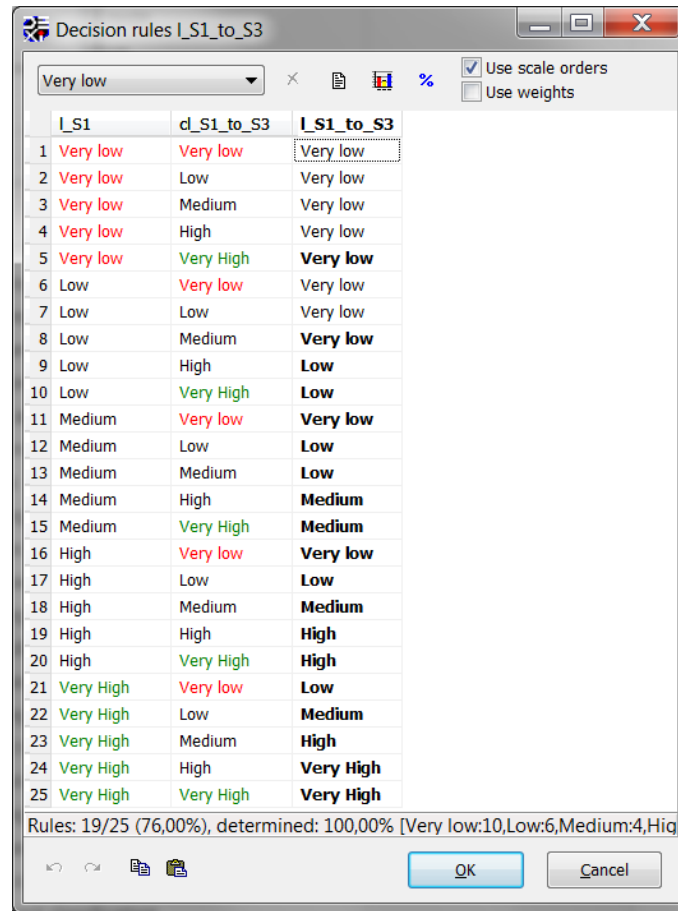 Decision rules l_S1_to_S3
Very low
%
Use scale orders
Use weights
l_S1 cl_S1_to_S3 l_S1_to_S3
1 Very low Very low Very low
2 Very low Low Very low
3 Very low Medium Very low
4 Very low High Very low
5 Very low Very High Very low
6 Low Very low Very low
7 Low Low Very low
8 Low Medium Very low
9 Low High Low
10 Low Very High Low
11 Medium Very low Very low
12 Medium Low Low
13 Medium Medium Low
14 Medium High Medium
15 Medium Very High Medium
16 High Very low Very low
17 High Low Low
18 High Medium Medium
19 High High High
20 High Very High High
21 Very High Very low Low
22 Very High Low Medium
23 Very High Medium High
24 Very High High Very High
25 Very High Very High Very High
Rules: 19/25 (76,00%), determined: 100,00% [Very low:10,Low:6,Medium:4,Hig
OK Cancel